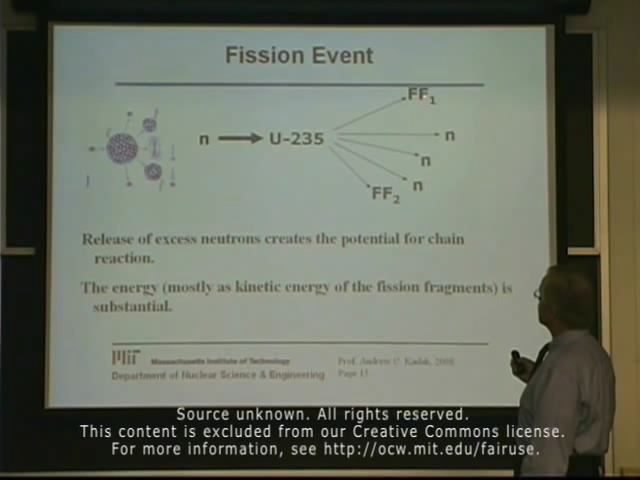 Fission Event
FF1
n → U-235
n
n
n
FF2
Release of excess neutrons creates the potential for chain
reaction.
The energy (mostly as kinetic energy of the fission fragments) is
substantial.
MIT Massachusetts Institute of Technology
Department of Nuclear Science & Engineering
Prof. Andrew C. Kadak, 2008
Page 13
Source unknown. All rights reserved.
This content is excluded from our Creative Commons license.
For more information, see http://ocw.mit.edu/fairuse.